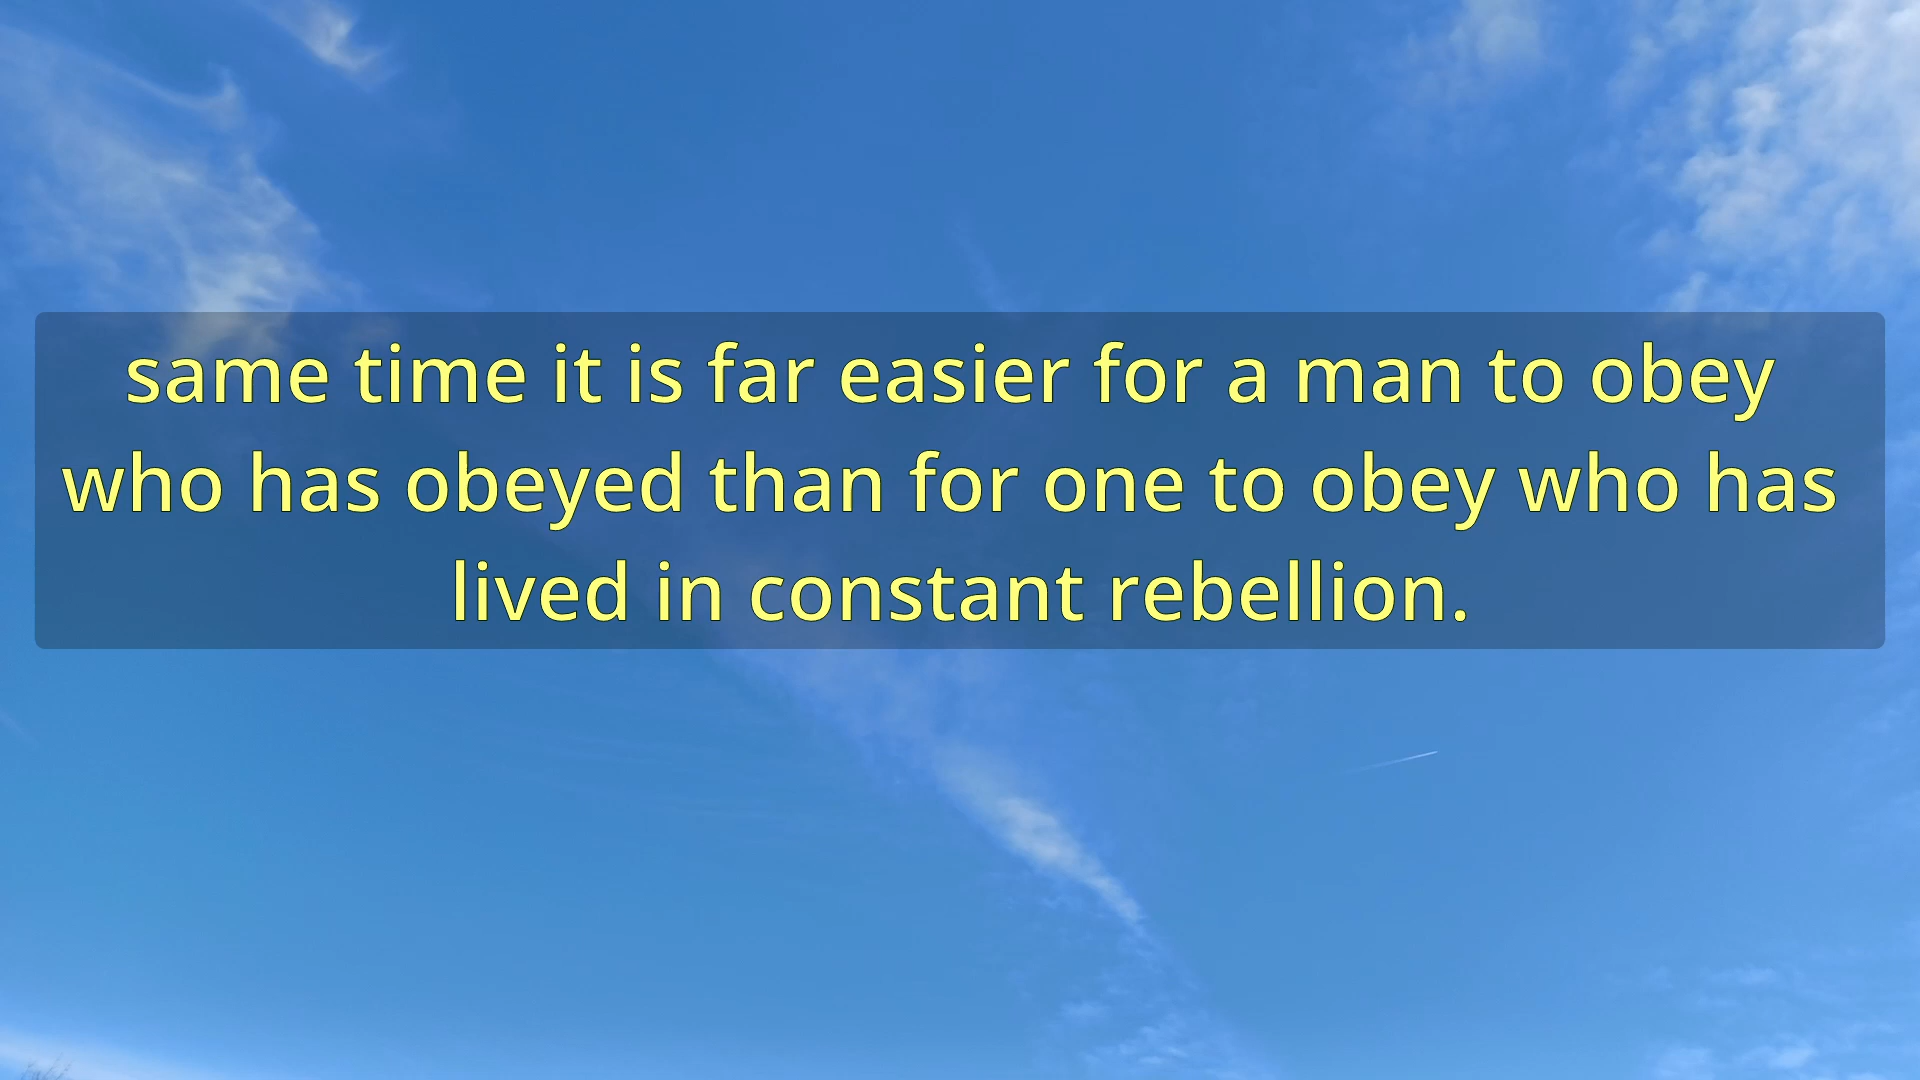 same time it is far easier for a man to obey
who has obeyed than for one to obey who has
lived in constant rebellion.